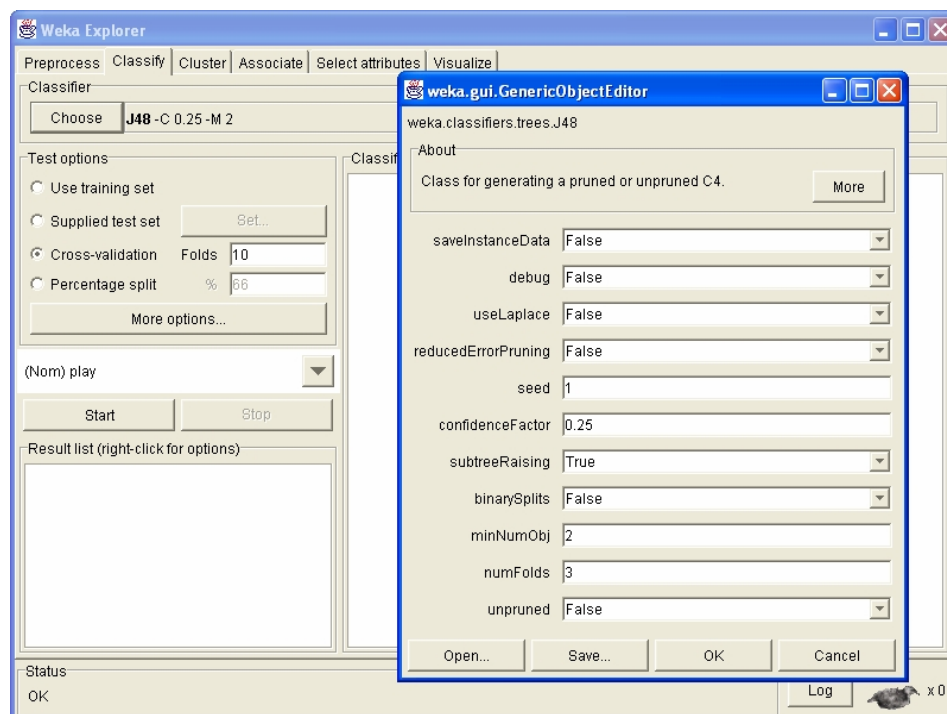 Weka Explorer
Preprocess Classify Cluster Associate Select attributes Visualize
Classifier
Choose J48 -C 0.25 -M 2
Test options
Use training set
Supplied test set Set...
Cross-validation Folds 10
Percentage split % 66
More options...
(Nom) play
Start Stop
Result list (right-click for options)
Classif
weka.gui.GenericObjectEditor
weka.classifiers.trees.J48
About
Class for generating a pruned or unpruned C4.
More
saveInstanceData False
debug False
useLaplace False
reducedErrorPruning False
seed 1
confidenceFactor 0.25
subtreeRaising True
binarySplits False
minNumObj 2
numFolds 3
unpruned False
Open... Save... OK Cancel
Status
OK
Log x 0